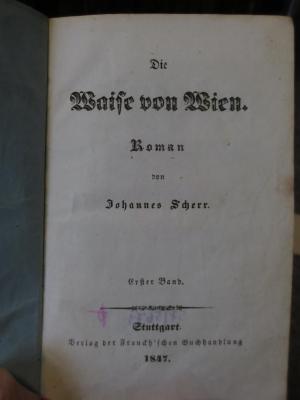 Die
Waise von Wien.
Roman
von
Johannes Scherr.
Erster Band.
Stuttgart.
Verlag der Franckh'schen Buchhandlung
1847.